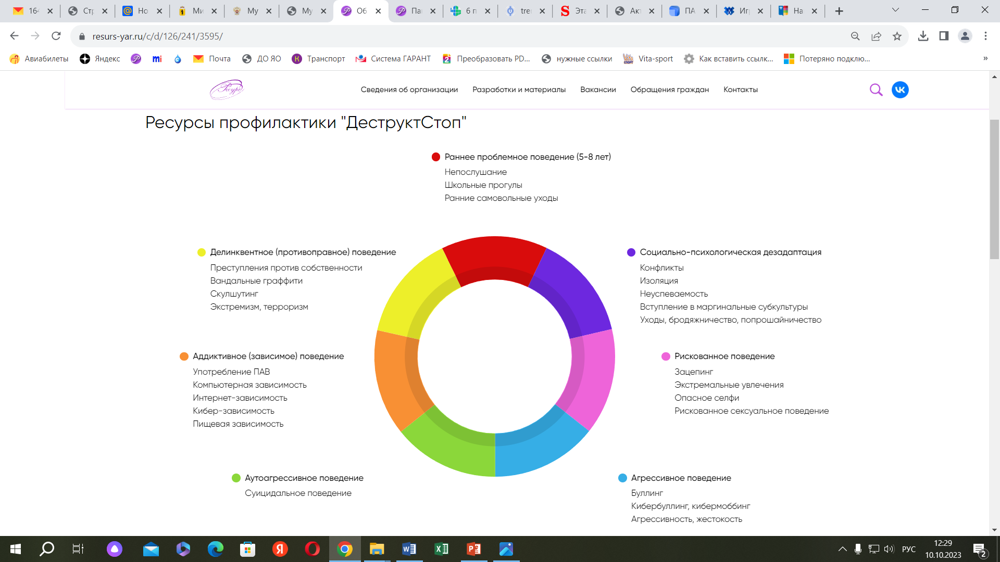 164
Стр
Но
Ми
Му
Му
Об
Па
6 п
tre
Эта
Ак
ПА
Иг
На
resurs-yar.ru/c/d/126/241/3595/
Авиабилеты
Яндекс
mi
Почта
ДО ЯО
Транспорт
Система ГАРАНТ
Преобразовать PD...
нужные ссылки
Vita-sport
Как вставить ссылк...
Потеряно подклю...
»
Ресурс
Сведения об организации
Разработки и материалы
Вакансии
Обращения граждан
Контакты
Ресурсы профилактики "ДеструктСтоп"
Раннее проблемное поведение (5-8 лет)
Непослушание
Школьные прогулы
Ранние самовольные уходы
Делинквентное (противоправное) поведение
Преступления против собственности
Вандальные граффити
Скулшутинг
Экстремизм, терроризм
Социально-психологическая дезадаптация
Конфликты
Изоляция
Неуспеваемость
Вступление в маргинальные субкультуры
Уходы, бродяжничество, попрошайничество
Аддиктивное (зависимое) поведение
Употребление ПАВ
Компьютерная зависимость
Интернет-зависимость
Кибер-зависимость
Пищевая зависимость
Рискованное поведение
Зацепинг
Экстремальные увлечения
Опасное селфи
Рискованное сексуальное поведение
Аутоагрессивное поведение
Суицидальное поведение
Агрессивное поведение
Буллинг
Кибербуллинг, кибермоббинг
Агрессивность, жестокость
РУС
12:29
10.10.2023
2